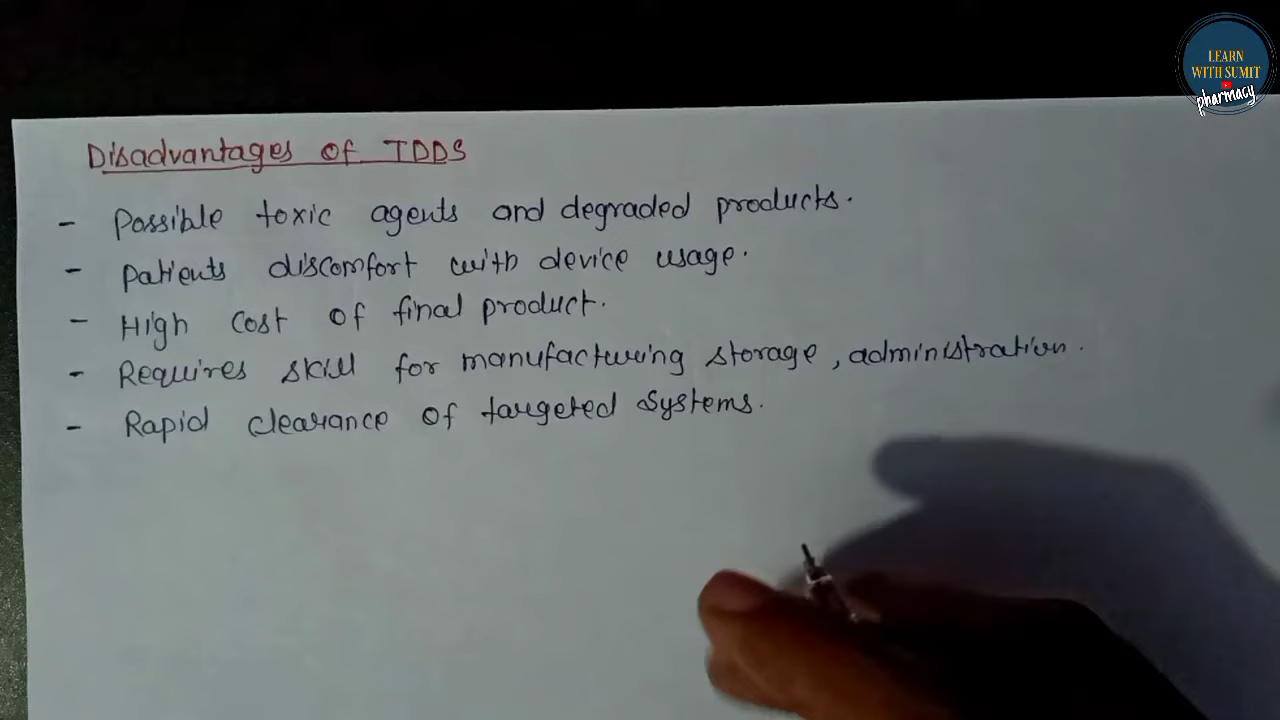 LEARN
WITH SUMIT
pharmacy
Disadvantages of TDDS
- Possible toxic agents and degraded products.
- Patients discomfort with device usage.
- High cost of final product.
- Requires skill for manufacturing storage, administration.
- Rapid clearance of targeted systems.